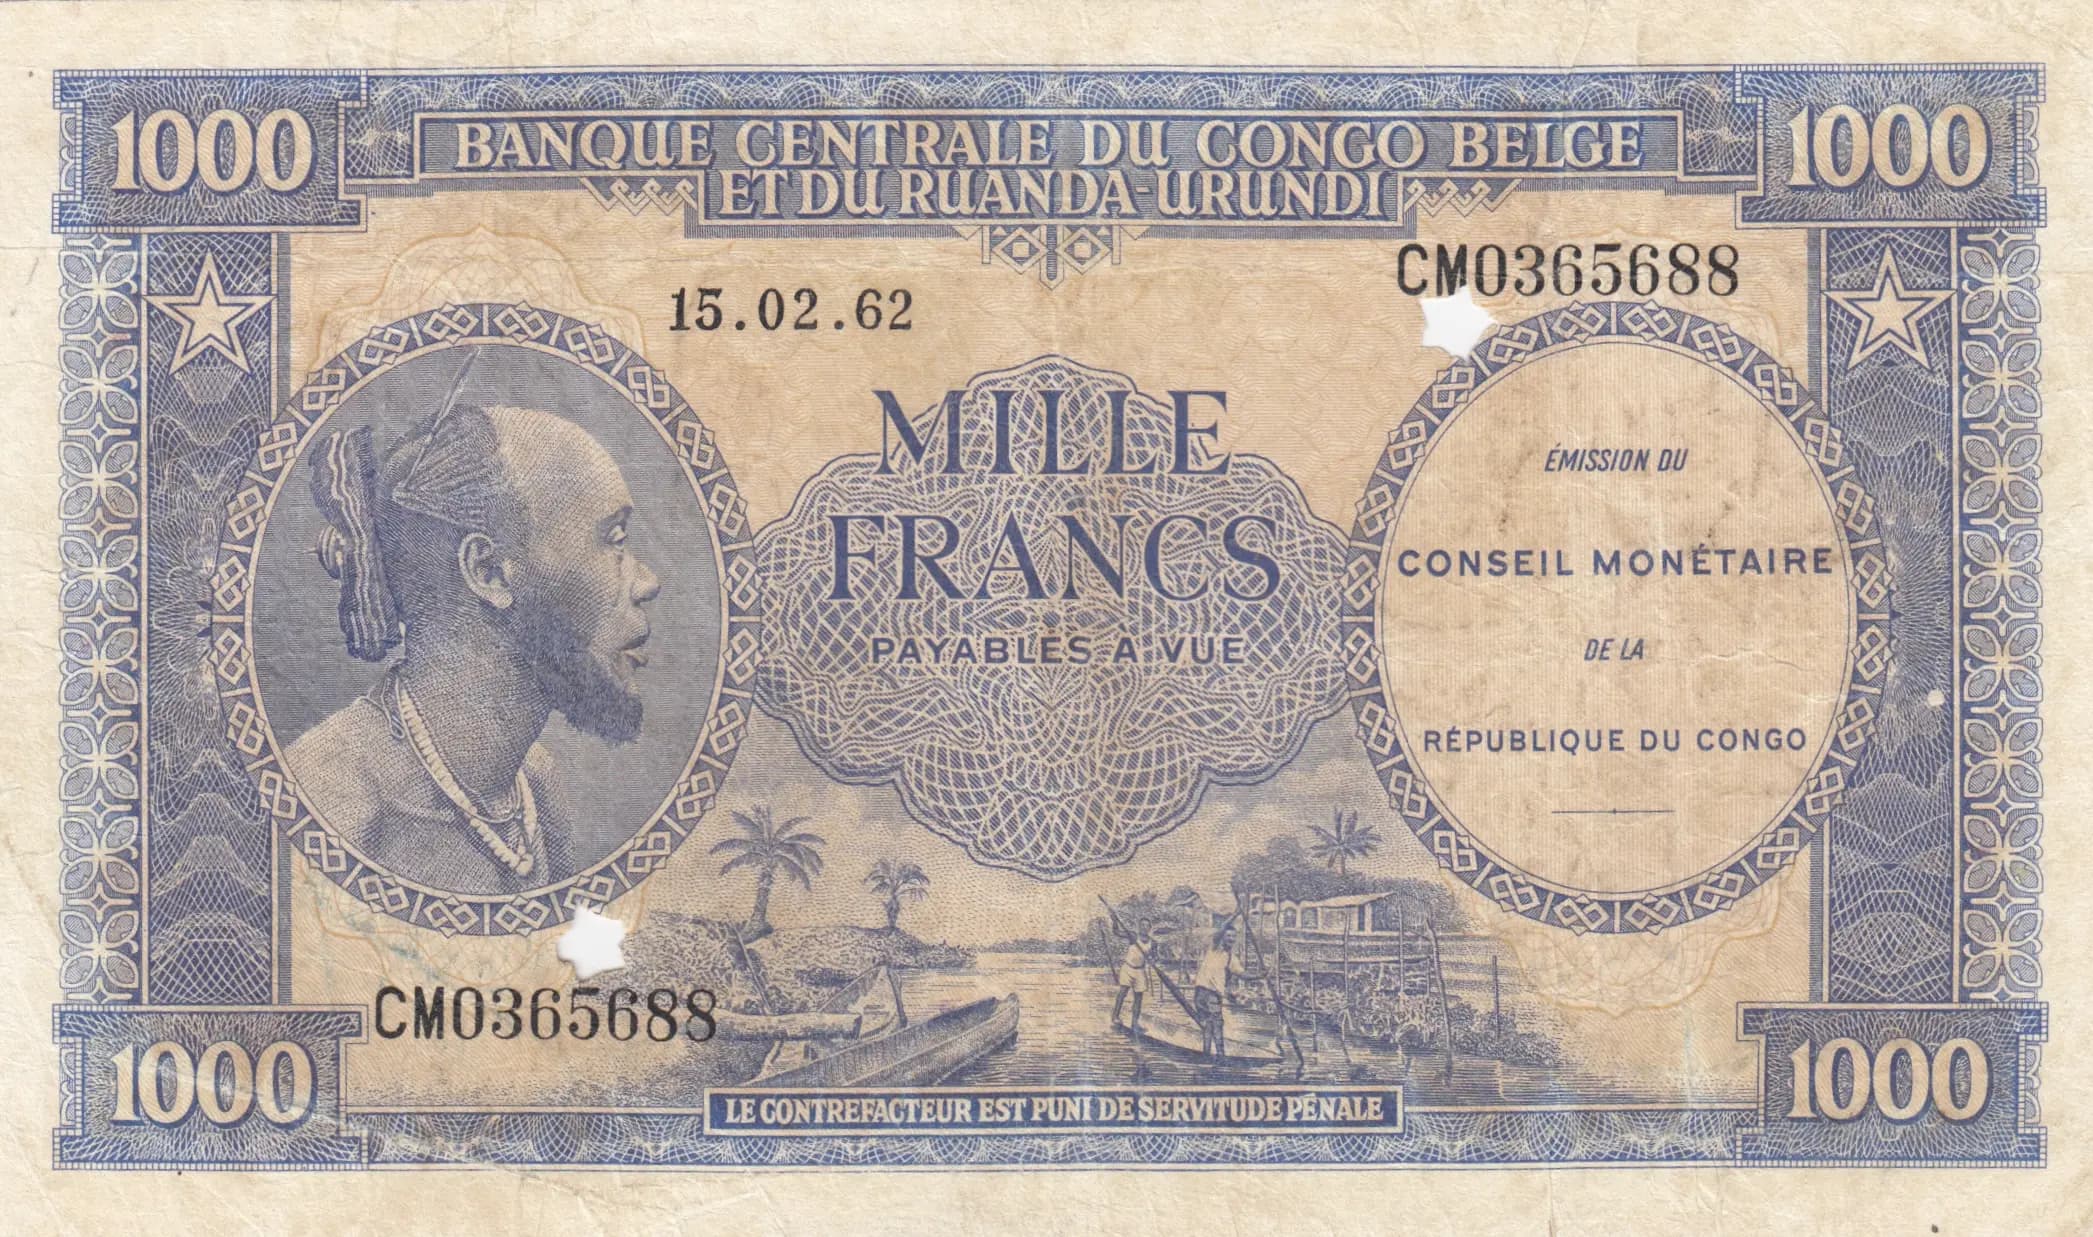 1000
1000
BANQUE CENTRALE DU CONGO BELGE
ET DU RUANDA-URUNDI
CM0365688
15.02.62
MILLE
FRANCS
PAYABLES A VUE
ÉMISSION DU
CONSEIL MONÉTAIRE
DE LA
RÉPUBLIQUE DU CONGO
CM0365688
1000
1000
LE CONTREFACTEUR EST PUNI DE SERVITUDE PÉNALE